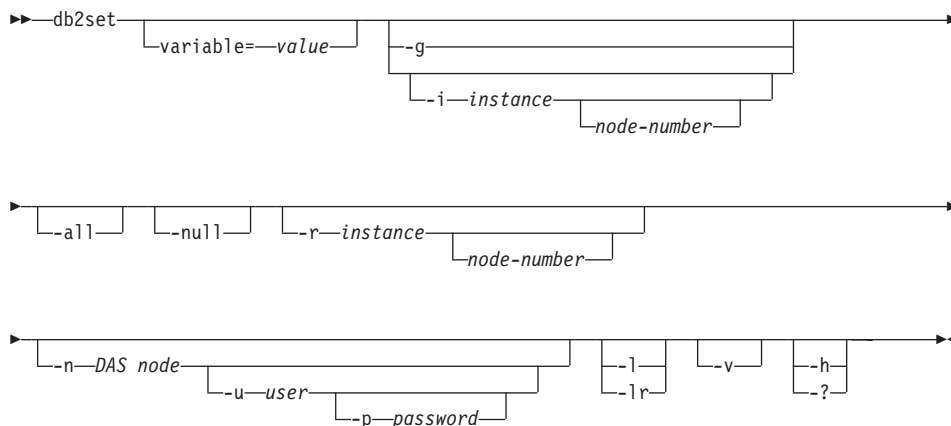 db2set
variable= value
-g
-i instance
node-number
-all
-null
-r instance
node-number
-n DAS node
-u user
-p password
-l
-lr
-v
-h
-?